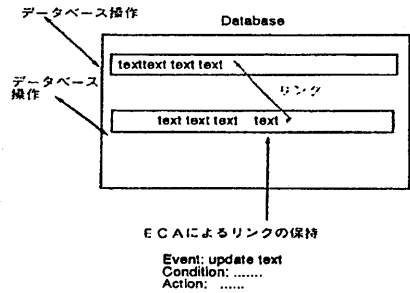 データベース操作
Database
texttext text text
データベース
操作
リンク
text text text text
ECAによるリンクの保持
Event: update text
Condition: .......
Action: ......